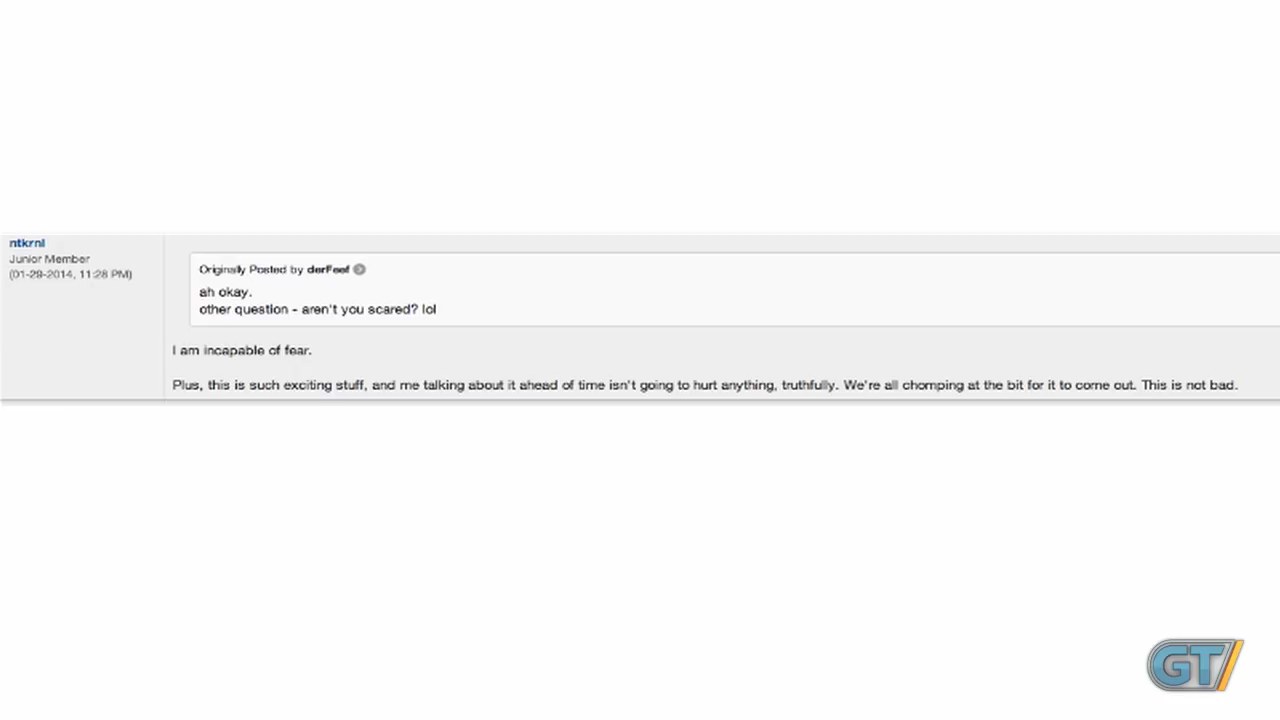 ntkrnl
Junior Member
(01-29-2014, 11:28 PM)
Originally Posted by derFeef
ah okay.
other question - aren't you scared? lol
I am incapable of fear.
Plus, this is such exciting stuff, and me talking about it ahead of time isn't going to hurt anything, truthfully. We're all chomping at the bit for it to come out. This is not bad.
GT